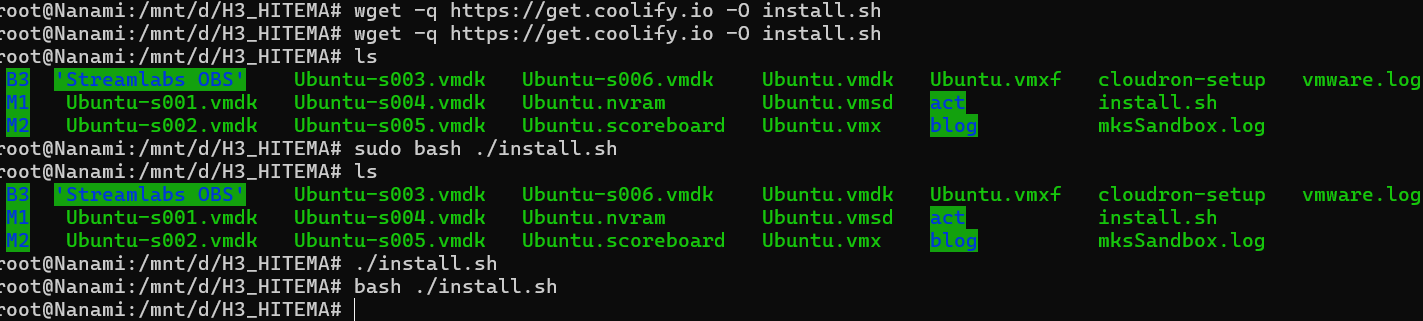 root@Nanami:/mnt/d/H3_HITEMA# wget -q https://get.coolify.io -O install.sh
root@Nanami:/mnt/d/H3_HITEMA# wget -q https://get.coolify.io -O install.sh
root@Nanami:/mnt/d/H3_HITEMA# ls
B3  'Streamlabs OBS'    Ubuntu-s003.vmdk   Ubuntu-s006.vmdk    Ubuntu.vmdk   Ubuntu.vmxf   cloudron-setup   vmware.log
M1   Ubuntu-s001.vmdk   Ubuntu-s004.vmdk   Ubuntu.nvram        Ubuntu.vmsd   act           install.sh
M2   Ubuntu-s002.vmdk   Ubuntu-s005.vmdk   Ubuntu.scoreboard   Ubuntu.vmx    blog          mksSandbox.log
root@Nanami:/mnt/d/H3_HITEMA# sudo bash ./install.sh
root@Nanami:/mnt/d/H3_HITEMA# ls
B3  'Streamlabs OBS'    Ubuntu-s003.vmdk   Ubuntu-s006.vmdk    Ubuntu.vmdk   Ubuntu.vmxf   cloudron-setup   vmware.log
M1   Ubuntu-s001.vmdk   Ubuntu-s004.vmdk   Ubuntu.nvram        Ubuntu.vmsd   act           install.sh
M2   Ubuntu-s002.vmdk   Ubuntu-s005.vmdk   Ubuntu.scoreboard   Ubuntu.vmx    blog          mksSandbox.log
root@Nanami:/mnt/d/H3_HITEMA# ./install.sh
root@Nanami:/mnt/d/H3_HITEMA# bash ./install.sh
root@Nanami:/mnt/d/H3_HITEMA#